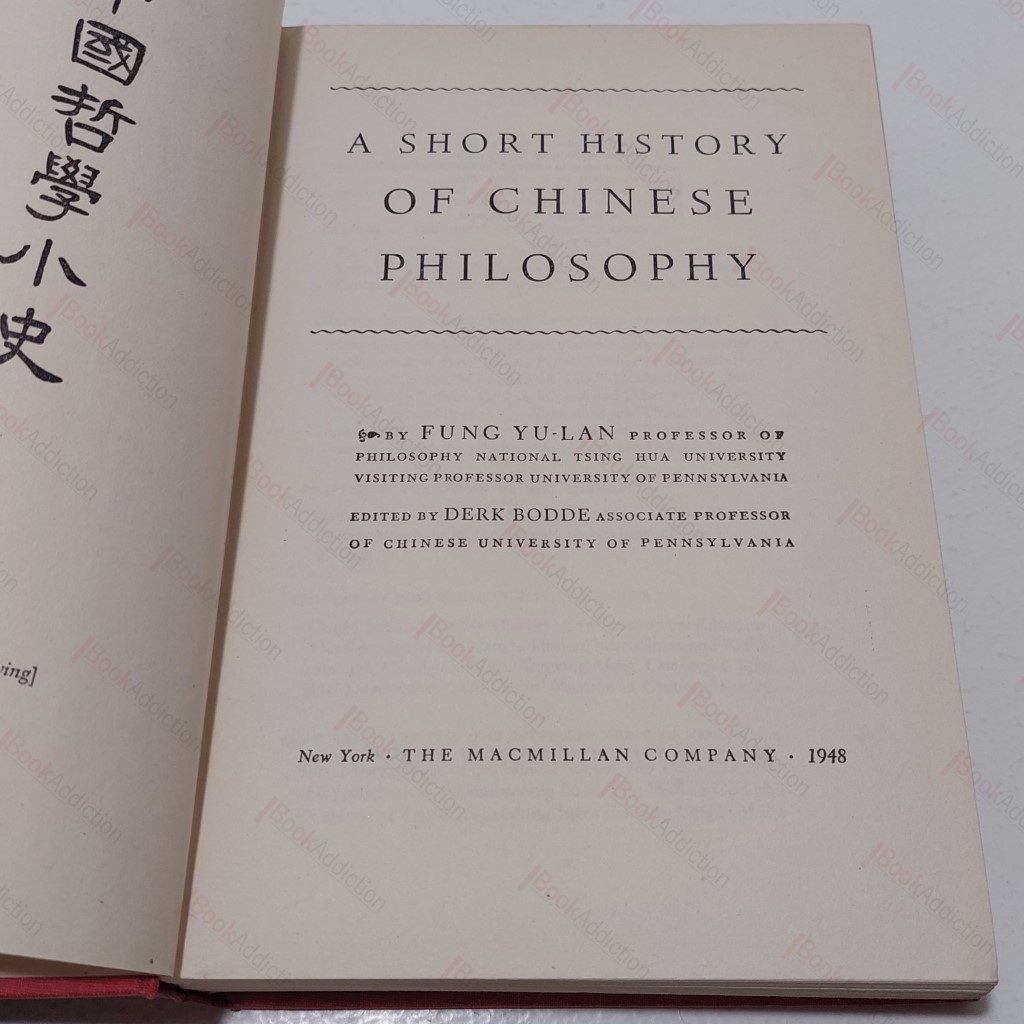 國
哲
學
小
史
A SHORT HISTORY
OF CHINESE
PHILOSOPHY
BY FUNG YU-LAN PROFESSOR OF
PHILOSOPHY NATIONAL TSING HUA UNIVERSITY
VISITING PROFESSOR UNIVERSITY OF PENNSYLVANIA
EDITED BY DERK BODDE ASSOCIATE PROFESSOR
OF CHINESE UNIVERSITY OF PENNSYLVANIA
New York · THE MACMILLAN COMPANY · 1948
BookAddiction